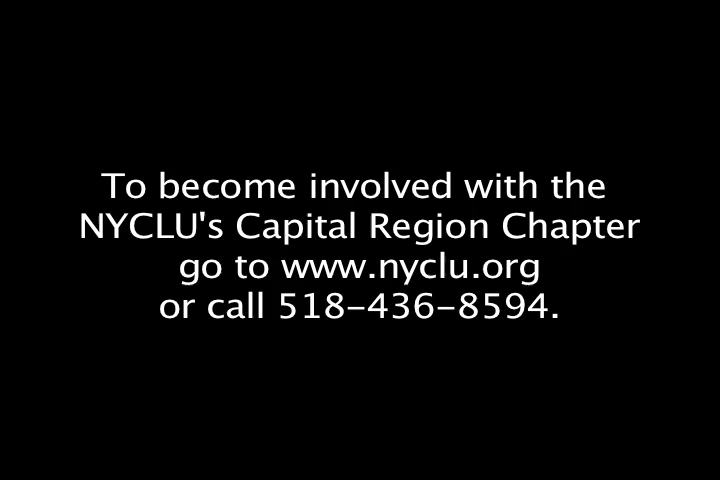 To become involved with the
NYCLU's Capital Region Chapter
go to www.nyclu.org
or call 518-436-8594.